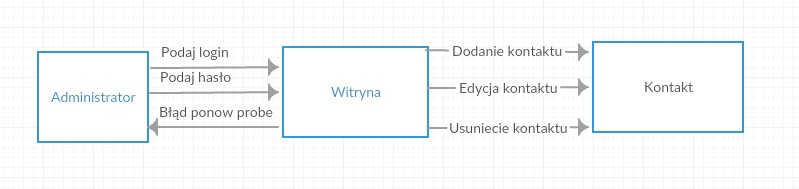 Podaj login
Dodanie kontaktu
Podaj hasło
Administrator
Witryna
Edycja kontaktu
Kontakt
Błąd ponow probe
Usuniecie kontaktu